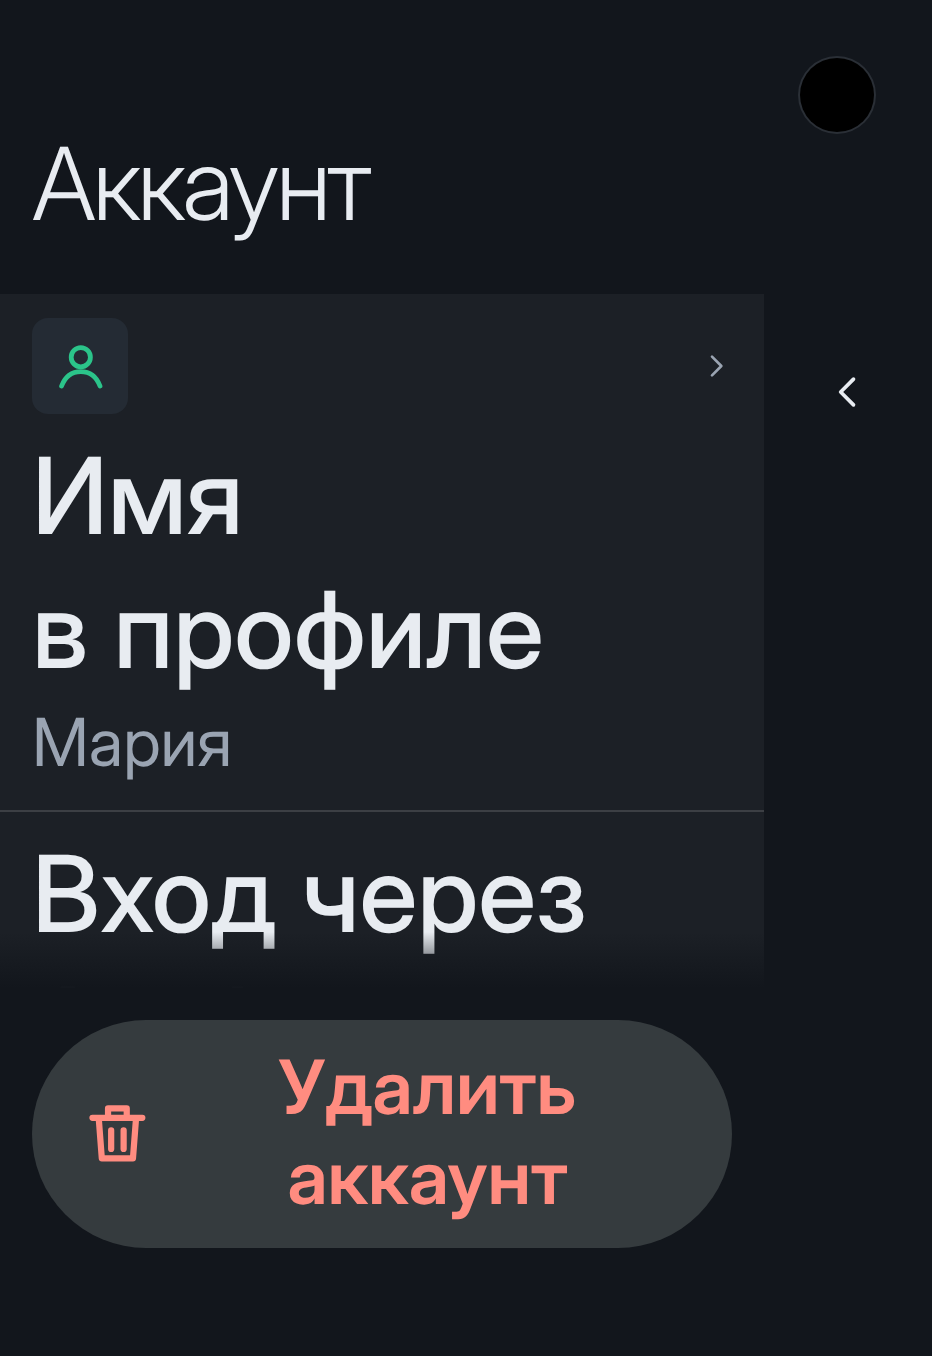 Аккаунт
Имя
в профиле
Мария
Вход через
Удалить
аккаунт